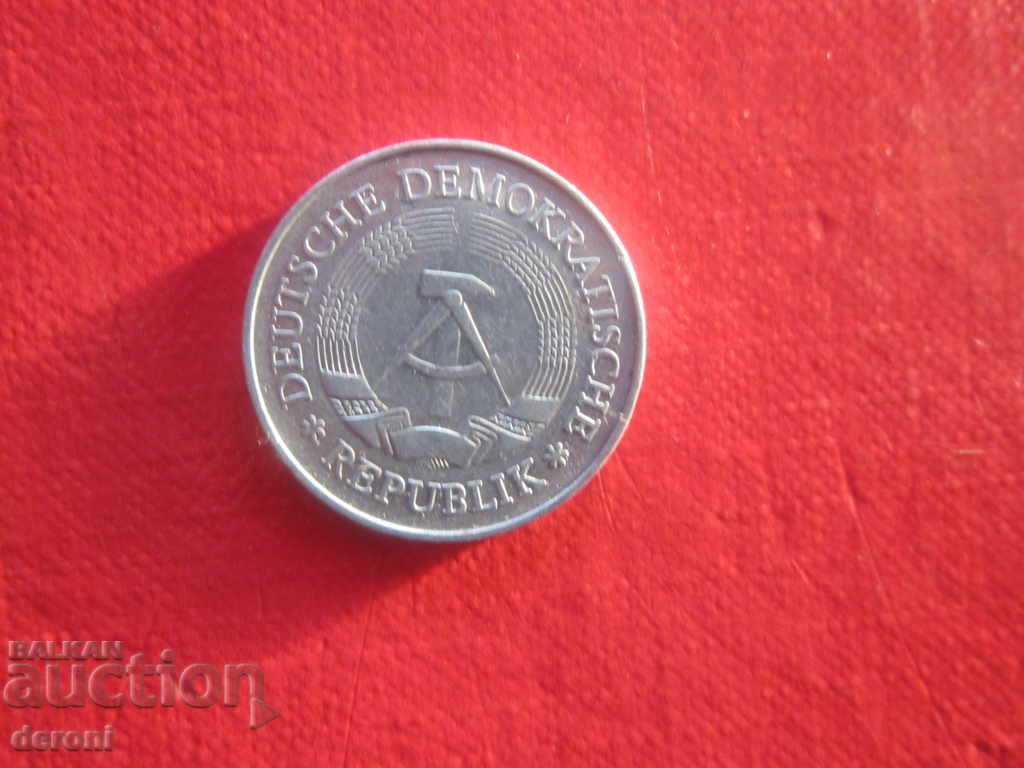 DEUTSCHE DEMOKRATISCHE
* REPUBLIK *
BALKAN
auction
deroni